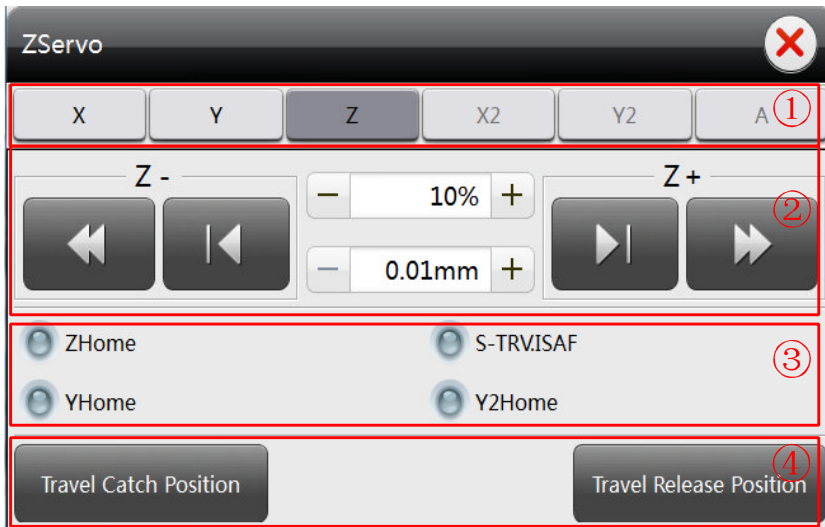 ZServo
X Y Z X2 Y2 A ①
Z - Z + ②
10%
0.01mm
ZHome S-TRV.ISAF ③
YHome Y2Home
Travel Catch Position Travel Release Position ④